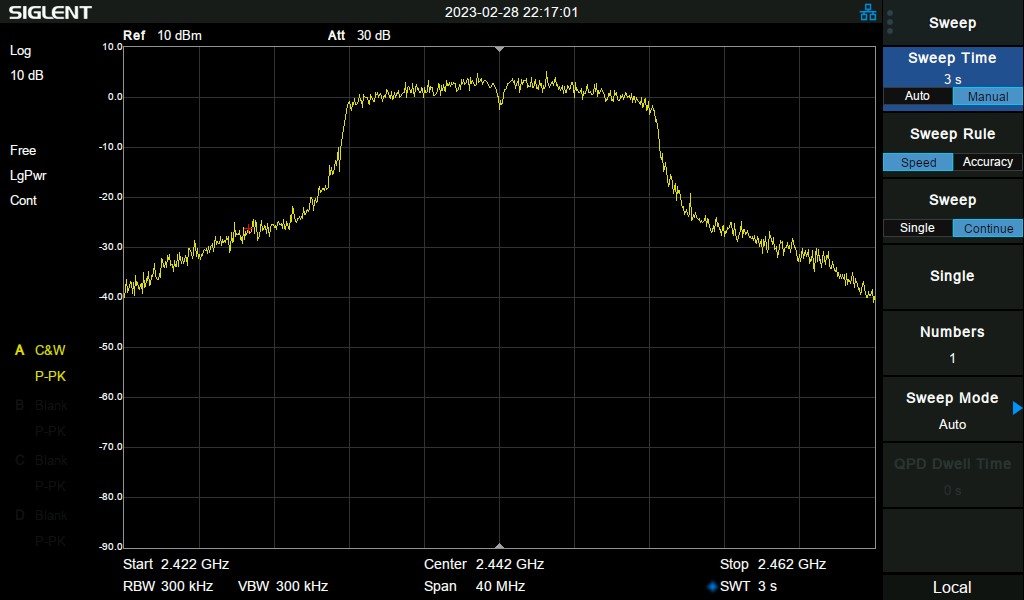 SIGLENT 2023-02-28 22:17:01
Ref 10 dBm Att 30 dB
Log
10 dB
Free
LgPwr
Cont
A C&W
P-PK
B Blank
P-PK
C Blank
P-PK
D Blank
P-PK
10.0
0.0
-10.0
-20.0
-30.0
-40.0
-50.0
-60.0
-70.0
-80.0
-90.0
Start 2.422 GHz Center 2.442 GHz Stop 2.462 GHz
RBW 300 kHz VBW 300 kHz Span 40 MHz SWT 3 s
Sweep
Sweep Time
3 s
Auto Manual
Sweep Rule
Speed Accuracy
Sweep
Single Continue
Single
Numbers
1
Sweep Mode
Auto
QPD Dwell Time
0 s
Local